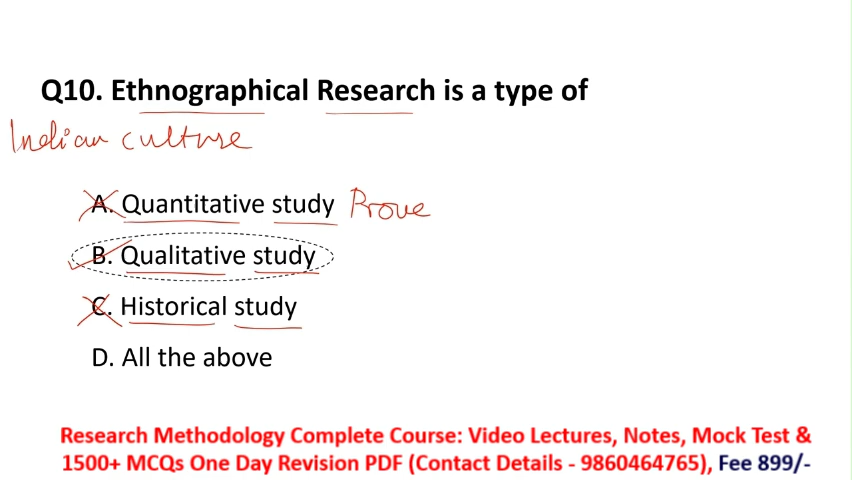 Q10. Ethnographical Research is a type of
Indian culture
A. Quantitative study Prove
B. Qualitative study
C. Historical study
D. All the above
Research Methodology Complete Course: Video Lectures, Notes, Mock Test &
1500+ MCQs One Day Revision PDF (Contact Details - 9860464765), Fee 899/-